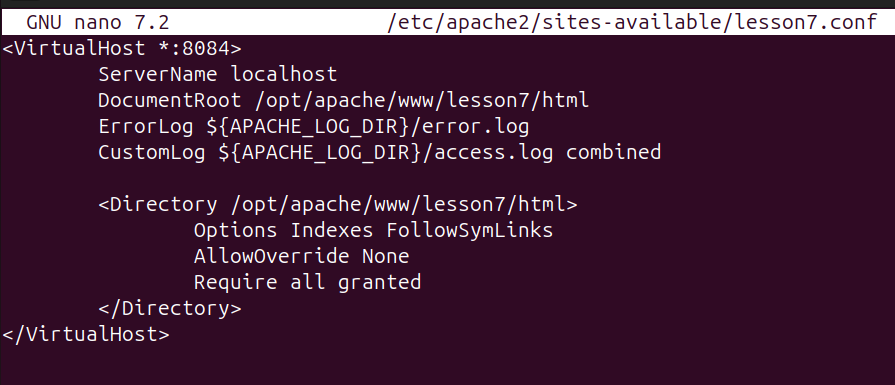 GNU nano 7.2 /etc/apache2/sites-available/lesson7.conf
<VirtualHost *:8084>
        ServerName localhost
        DocumentRoot /opt/apache/www/lesson7/html
        ErrorLog ${APACHE_LOG_DIR}/error.log
        CustomLog ${APACHE_LOG_DIR}/access.log combined

        <Directory /opt/apache/www/lesson7/html>
                Options Indexes FollowSymLinks
                AllowOverride None
                Require all granted
        </Directory>
</VirtualHost>